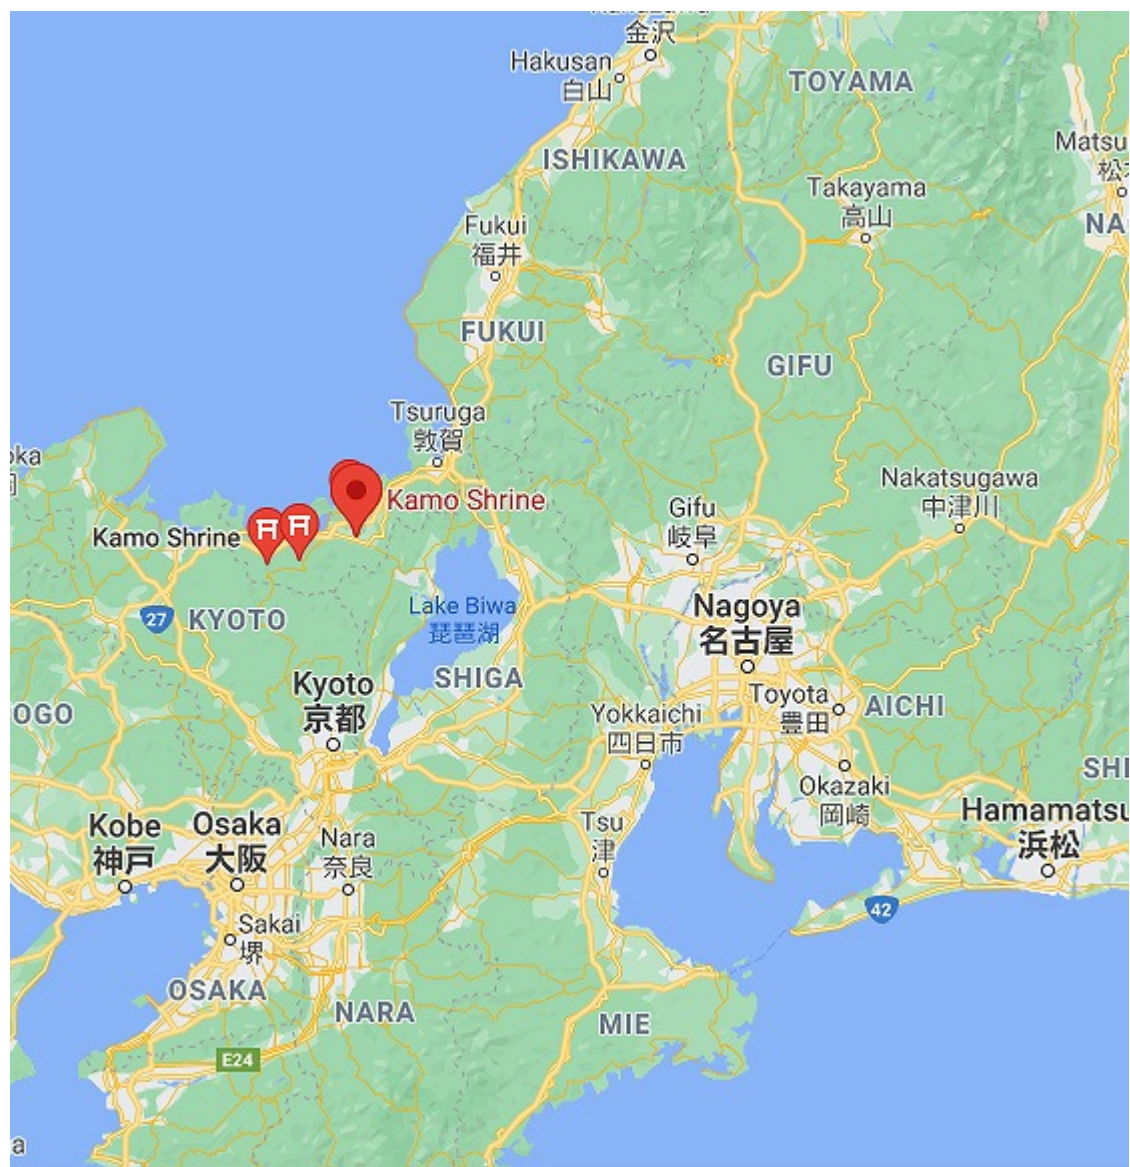 金沢
Hakusan
白山
TOYAMA
ISHIKAWA
Matsu
松本
Takayama
高山
NA
Fukui
福井
FUKUI
GIFU
Tsuruga
敦賀
oka
Kamo Shrine
Kamo Shrine
Nakatsugawa
中津川
Gifu
岐阜
Lake Biwa
琵琶湖
27
KYOTO
Nagoya
名古屋
SHIGA
Kyoto
京都
OGO
Toyota
豊田
AICHI
Yokkaichi
四日市
SHI
Okazaki
岡崎
Hamamatsu
浜松
Kobe
神戸
Osaka
大阪
Nara
奈良
Tsu
津
42
Sakai
堺
OSAKA
NARA
MIE
E24
a